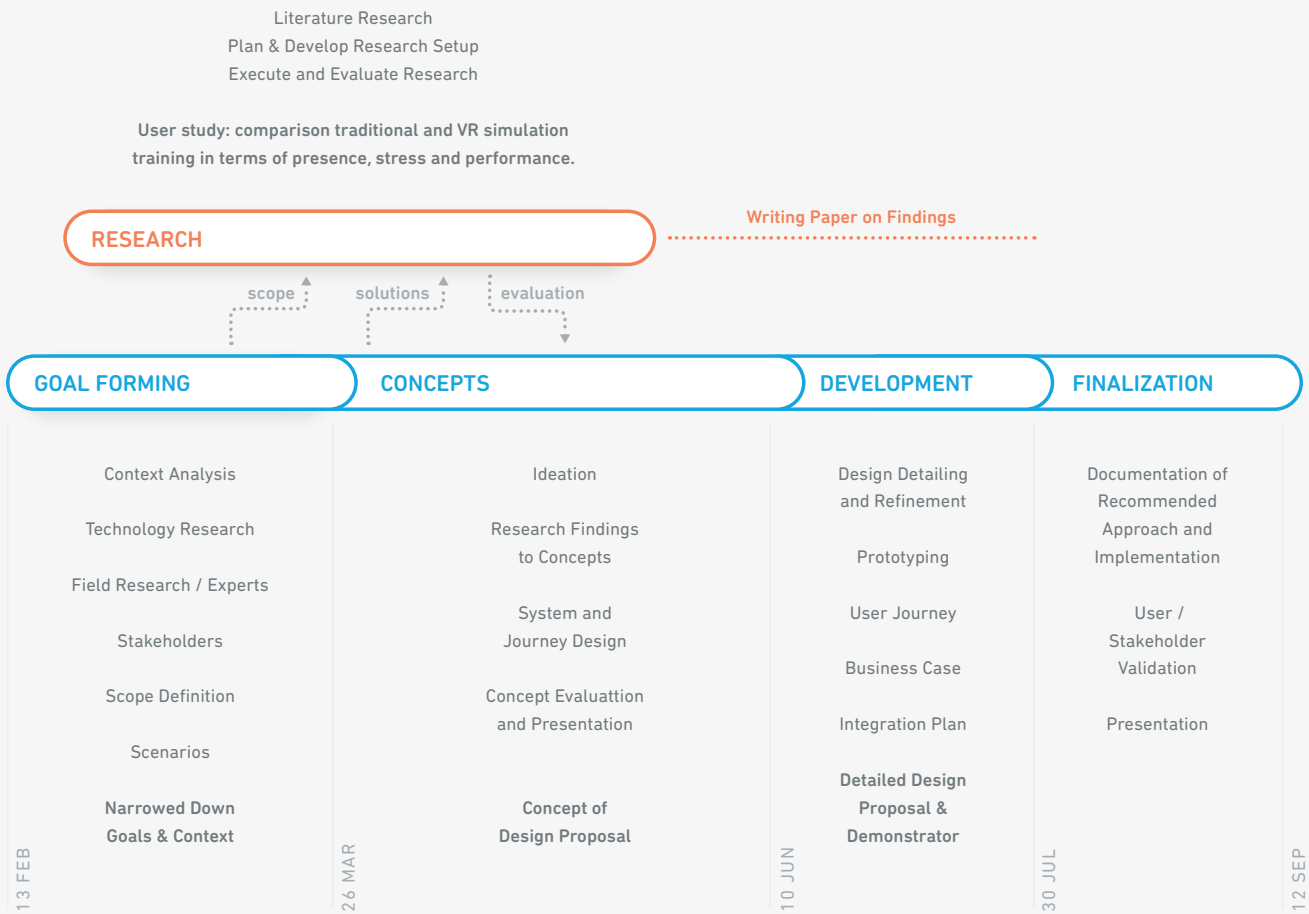 Literature Research
Plan & Develop Research Setup
Execute and Evaluate Research
User study: comparison traditional and VR simulation
training in terms of presence, stress and performance.
RESEARCH
Writing Paper on Findings
scope
solutions
evaluation
GOAL FORMING
CONCEPTS
DEVELOPMENT
FINALIZATION
Context Analysis
Technology Research
Field Research / Experts
Stakeholders
Scope Definition
Scenarios
Narrowed Down
Goals & Context
Ideation
Research Findings
to Concepts
System and
Journey Design
Concept Evaluattion
and Presentation
Concept of
Design Proposal
Design Detailing
and Refinement
Prototyping
User Journey
Business Case
Integration Plan
Detailed Design
Proposal &
Demonstrator
Documentation of
Recommended
Approach and
Implementation
User /
Stakeholder
Validation
Presentation
13 FEB
26 MAR
10 JUN
30 JUL
12 SEP